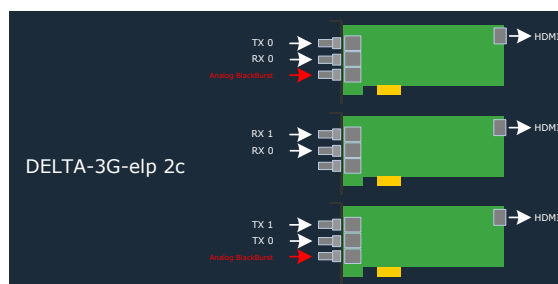 TX 0
RX 0
Analog BlackBurst
HDMI
RX 1
RX 0
HDMI
DELTA-3G-elp 2c
TX 1
TX 0
Analog BlackBurst
HDMI